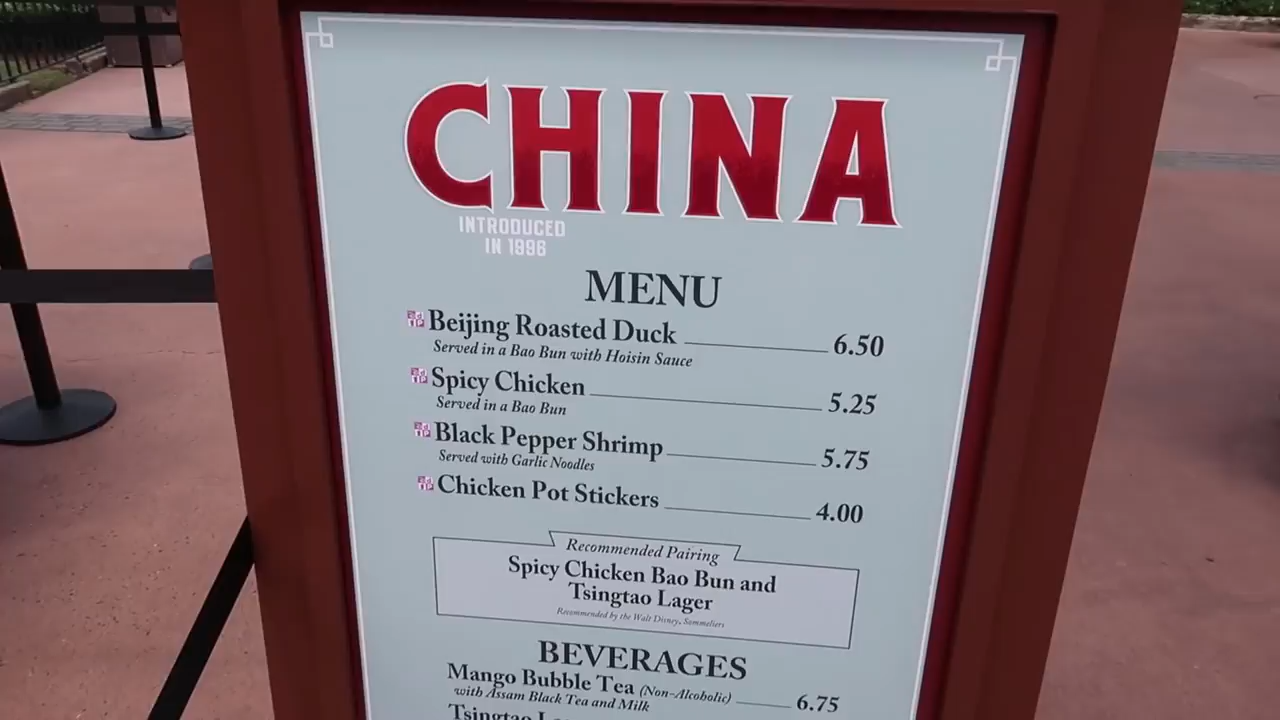 CHINA
INTRODUCED
IN 1996
MENU
Beijing Roasted Duck 6.50
Served in a Bao Bun with Hoisin Sauce
Spicy Chicken 5.25
Served in a Bao Bun
Black Pepper Shrimp 5.75
Served with Garlic Noodles
Chicken Pot Stickers 4.00
Recommended Pairing
Spicy Chicken Bao Bun and
Tsingtao Lager
Recommended by the Walt Disney, Sommeliers
BEVERAGES
Mango Bubble Tea (Non-Alcoholic) 6.75
with Assam Black Tea and Milk
Tsingtao